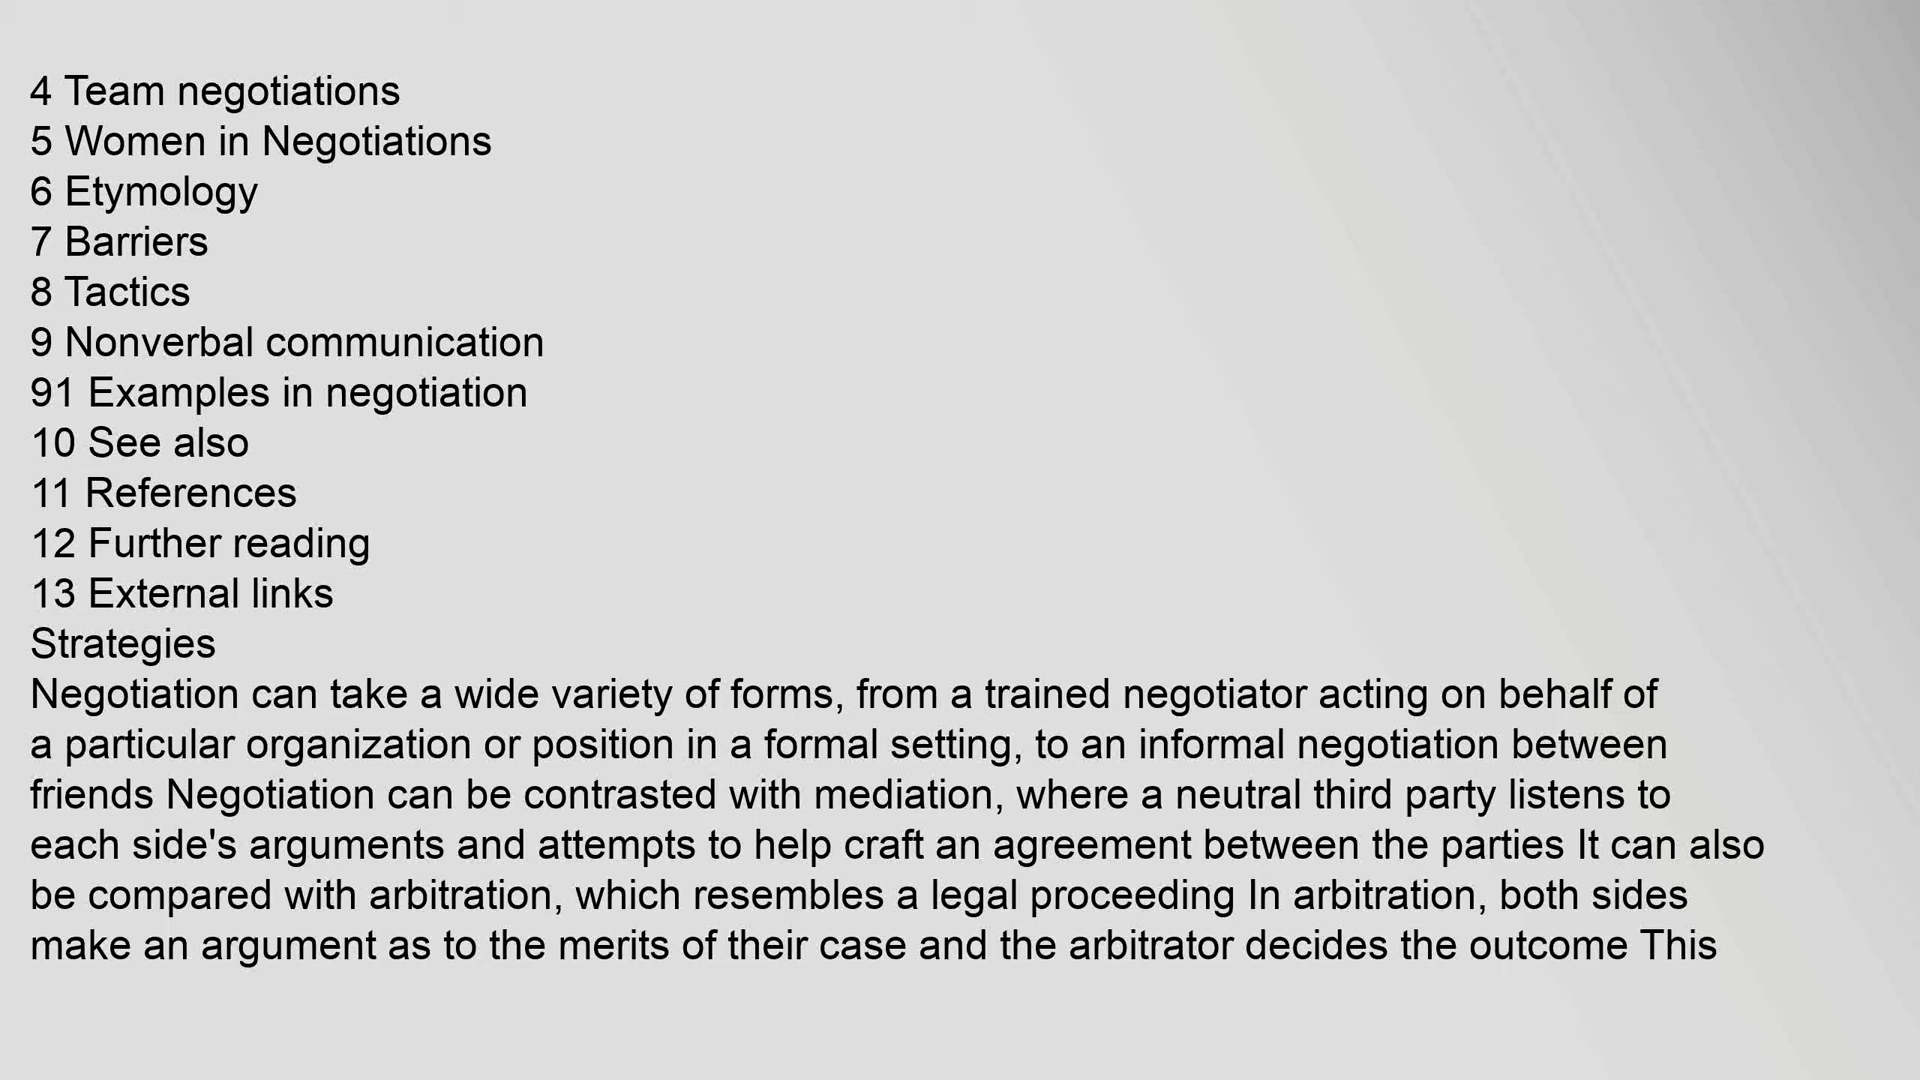 4 Team negotiations
5 Women in Negotiations
6 Etymology
7 Barriers
8 Tactics
9 Nonverbal communication
91 Examples in negotiation
10 See also
11 References
12 Further reading
13 External links
Strategies
Negotiation can take a wide variety of forms, from a trained negotiator acting on behalf of
a particular organization or position in a formal setting, to an informal negotiation between
friends Negotiation can be contrasted with mediation, where a neutral third party listens to
each side's arguments and attempts to help craft an agreement between the parties It can also
be compared with arbitration, which resembles a legal proceeding In arbitration, both sides
make an argument as to the merits of their case and the arbitrator decides the outcome This